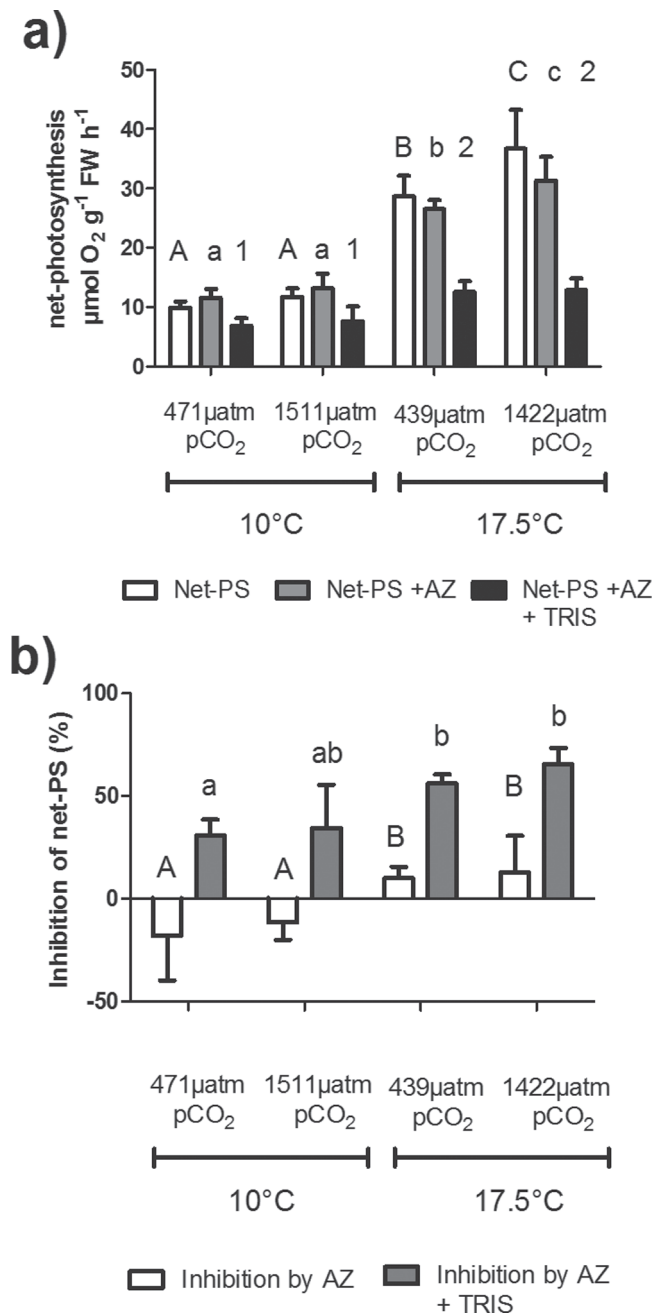 a)
net-photosynthesis
µmol O₂ g⁻¹ FW h⁻¹
50
40
30
20
10
0
A a 1 A a 1 B b 2 C c 2
471µatm 1511µatm 439µatm 1422µatm
pCO₂ pCO₂ pCO₂ pCO₂
10°C 17.5°C
Net-PS Net-PS +AZ Net-PS +AZ
+ TRIS
b)
Inhibition of net-PS (%)
100
50
0
-50
A a A ab B b B b
471µatm 1511µatm 439µatm 1422µatm
pCO₂ pCO₂ pCO₂ pCO₂
10°C 17.5°C
Inhibition by AZ Inhibition by AZ
+ TRIS